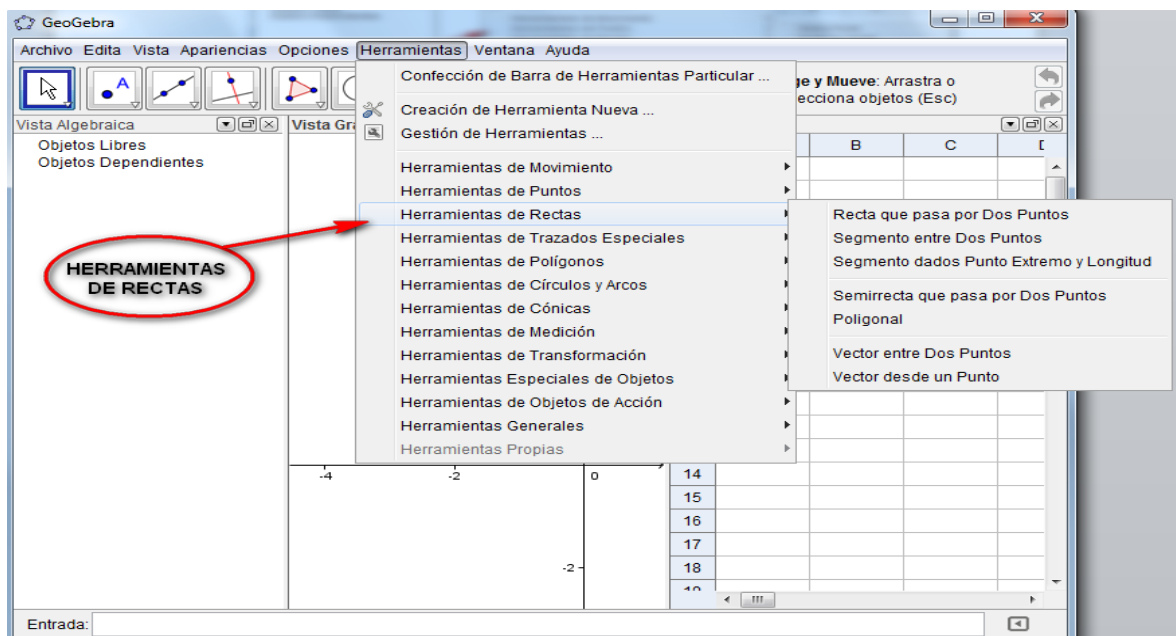 GeoGebra
Archivo Edita Vista Apariencias Opciones Herramientas Ventana Ayuda
A
Elige y Mueve: Arrastra o
selecciona objetos (Esc)
Vista Algebraica
Objetos Libres
Objetos Dependientes
Vista Gr
Confección de Barra de Herramientas Particular ...
Creación de Herramienta Nueva ...
Gestión de Herramientas ...
Herramientas de Movimiento
Herramientas de Puntos
Herramientas de Rectas
Herramientas de Trazados Especiales
Herramientas de Polígonos
Herramientas de Círculos y Arcos
Herramientas de Cónicas
Herramientas de Medición
Herramientas de Transformación
Herramientas Especiales de Objetos
Herramientas de Objetos de Acción
Herramientas Generales
Herramientas Propias
Recta que pasa por Dos Puntos
Segmento entre Dos Puntos
Segmento dados Punto Extremo y Longitud
Semirrecta que pasa por Dos Puntos
Poligonal
Vector entre Dos Puntos
Vector desde un Punto
HERRAMIENTAS
DE RECTAS
B C
-4 -2 0
-2
14
15
16
17
18
Entrada: